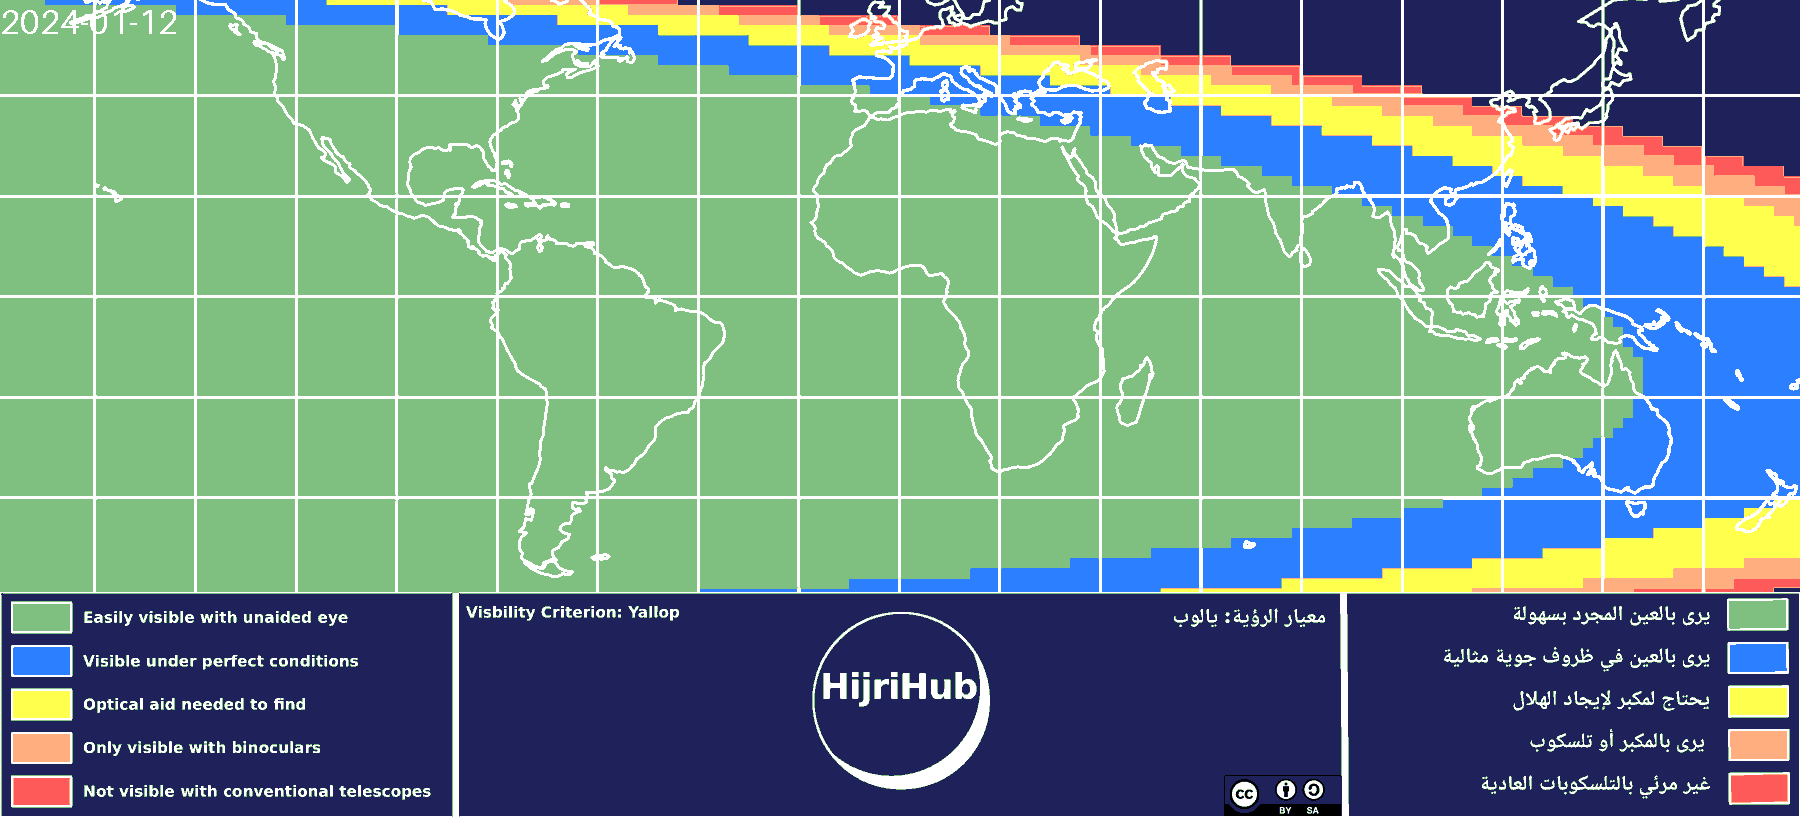 2024-01-12
Easily visible with unaided eye
Visible under perfect conditions
Optical aid needed to find
Only visible with binoculars
Not visible with conventional telescopes
Visbility Criterion: Yallop
معيار الرؤية: يالوب
HijriHub
cc
BY SA
يرى بالعين المجرد بسهولة
يرى بالعين في ظروف جوية مثالية
يحتاج لمكبر لإيجاد الهلال
يرى بالمكبر أو تلسكوب
غير مرئي بالتلسكوبات العادية